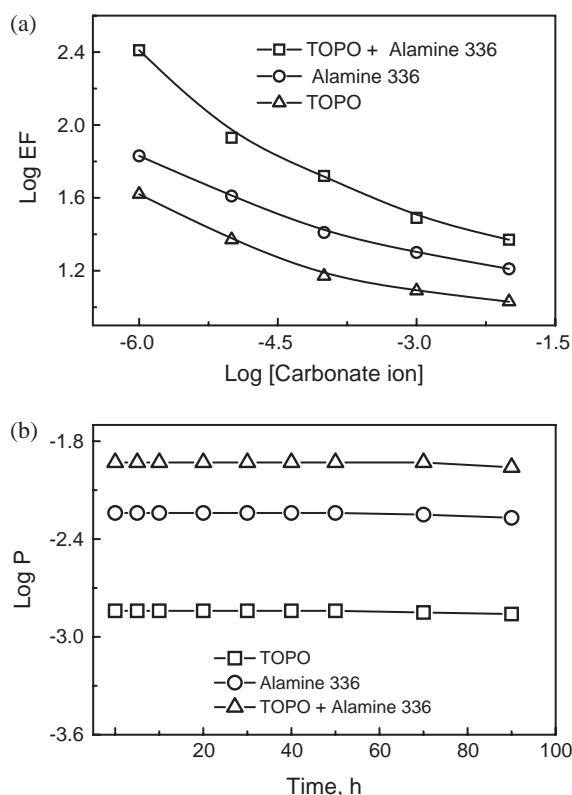 (a)
2.4
2.0
1.6
1.2
Log EF
TOPO + Alamine 336
Alamine 336
TOPO
-6.0 -4.5 -3.0 -1.5
Log [Carbonate ion]
(b)
-1.8
-2.4
-3.0
-3.6
Log P
TOPO
Alamine 336
TOPO + Alamine 336
20 40 60 80 100
Time, h